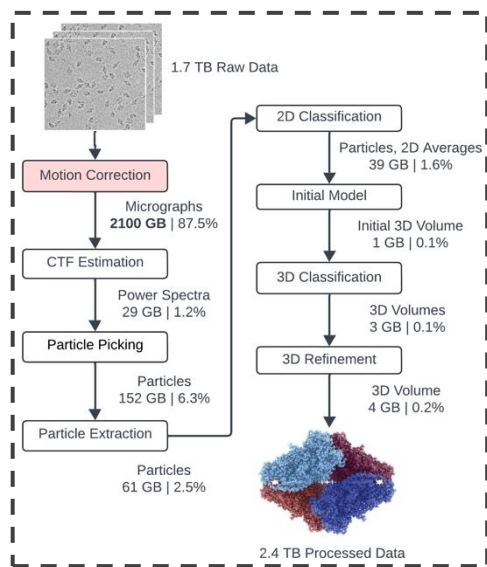 1.7 TB Raw Data
Motion Correction
Micrographs
2100 GB | 87.5%
CTF Estimation
Power Spectra
29 GB | 1.2%
Particle Picking
Particles
152 GB | 6.3%
Particle Extraction
Particles
61 GB | 2.5%
2D Classification
Particles, 2D Averages
39 GB | 1.6%
Initial Model
Initial 3D Volume
1 GB | 0.1%
3D Classification
3D Volumes
3 GB | 0.1%
3D Refinement
3D Volume
4 GB | 0.2%
2.4 TB Processed Data